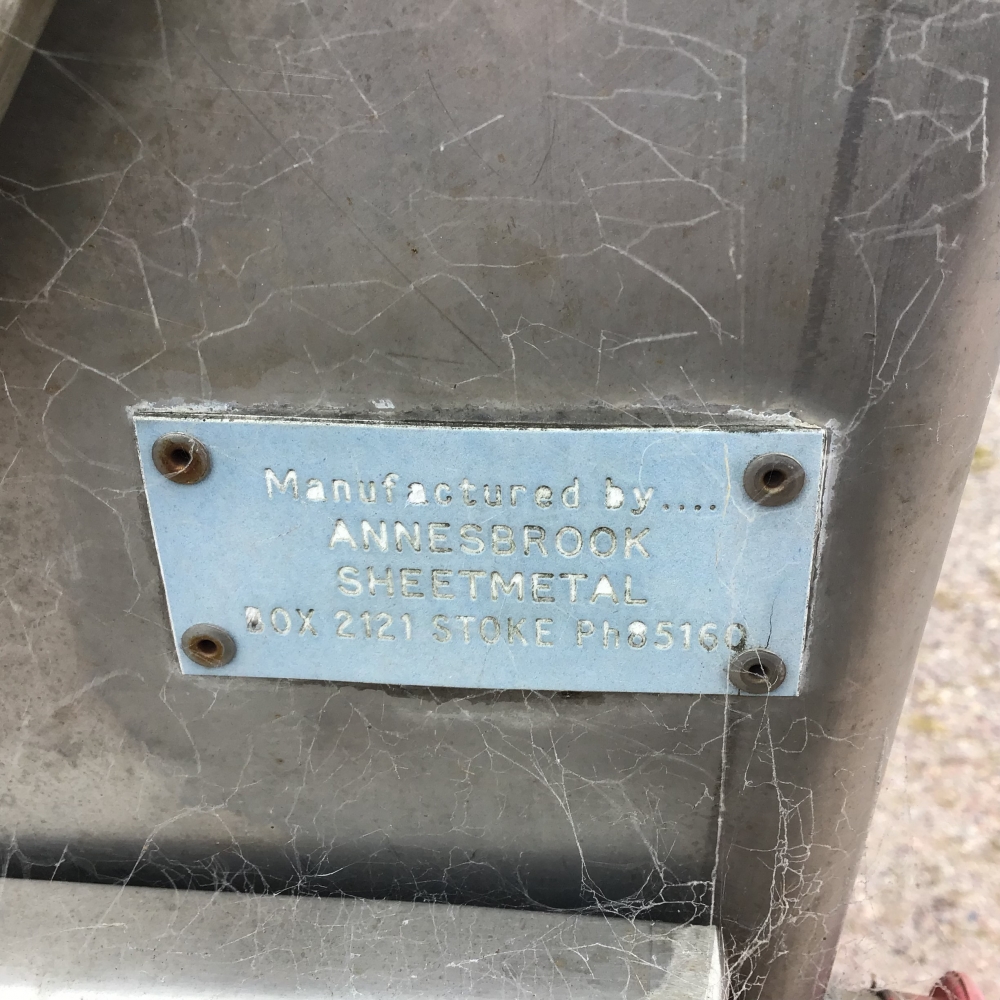 Manufactured by....
ANNESBROOK
SHEETMETAL
BOX 2121 STOKE Ph85160